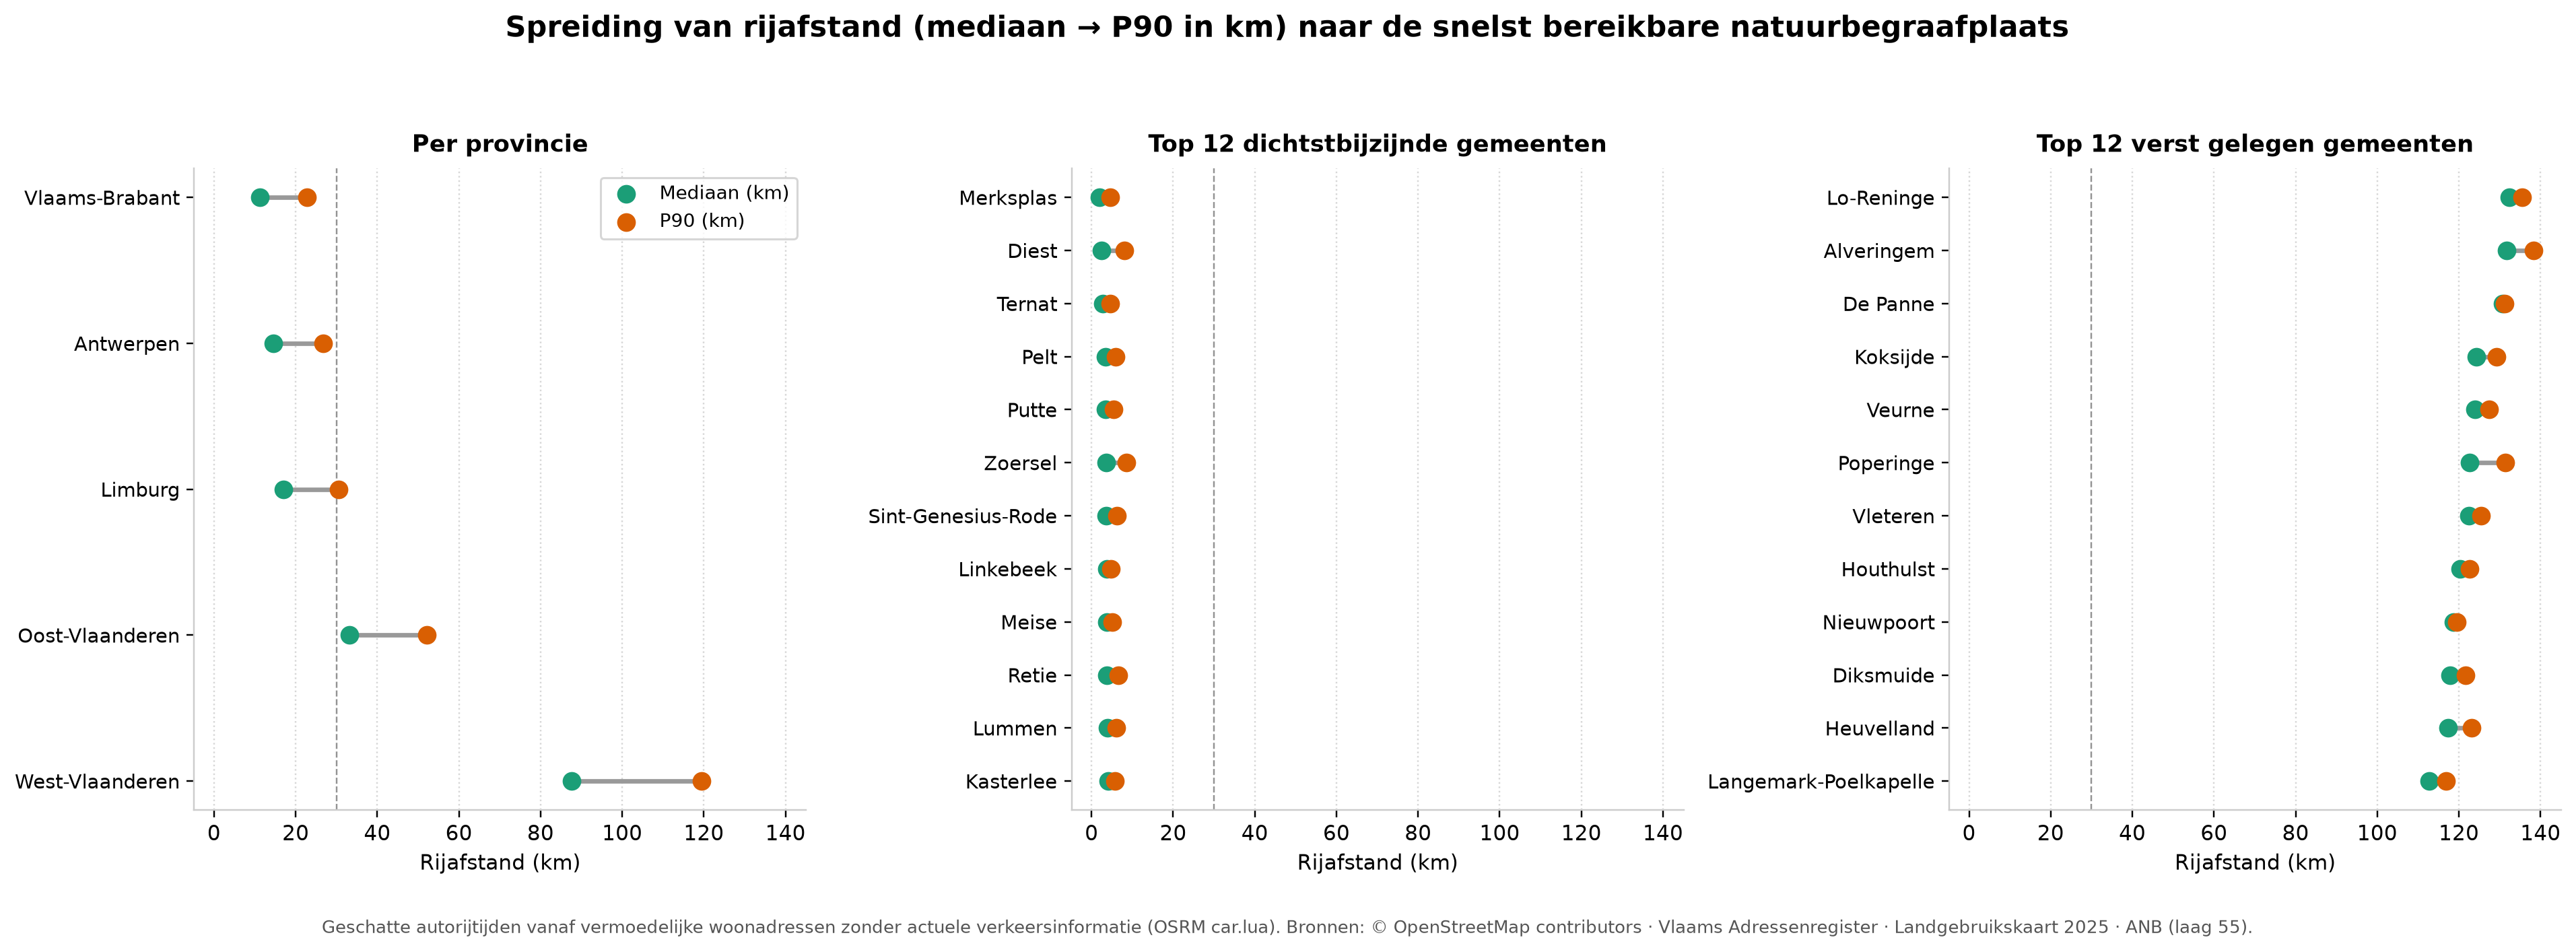 Spreiding van rijafstand (mediaan → P90 in km) naar de snelst bereikbare natuurbegraafplaats
Per provincie
Vlaams-Brabant
Antwerpen
Limburg
Oost-Vlaanderen
West-Vlaanderen
Mediaan (km)
P90 (km)
0 20 40 60 80 100 120 140
Rijafstand (km)
Top 12 dichtstbijzijnde gemeenten
Merksplas
Diest
Ternat
Pelt
Putte
Zoersel
Sint-Genesius-Rode
Linkebeek
Meise
Retie
Lummen
Kasterlee
0 20 40 60 80 100 120 140
Rijafstand (km)
Top 12 verst gelegen gemeenten
Lo-Reninge
Alveringem
De Panne
Koksijde
Veurne
Poperinge
Vleteren
Houthulst
Nieuwpoort
Diksmuide
Heuvelland
Langemark-Poelkapelle
0 20 40 60 80 100 120 140
Rijafstand (km)
Geschatte autorijtijden vanaf vermoedelijke woonadressen zonder actuele verkeersinformatie (OSRM car.lua). Bronnen: © OpenStreetMap contributors · Vlaams Adressenregister · Landgebruikskaart 2025 · ANB (laag 55).